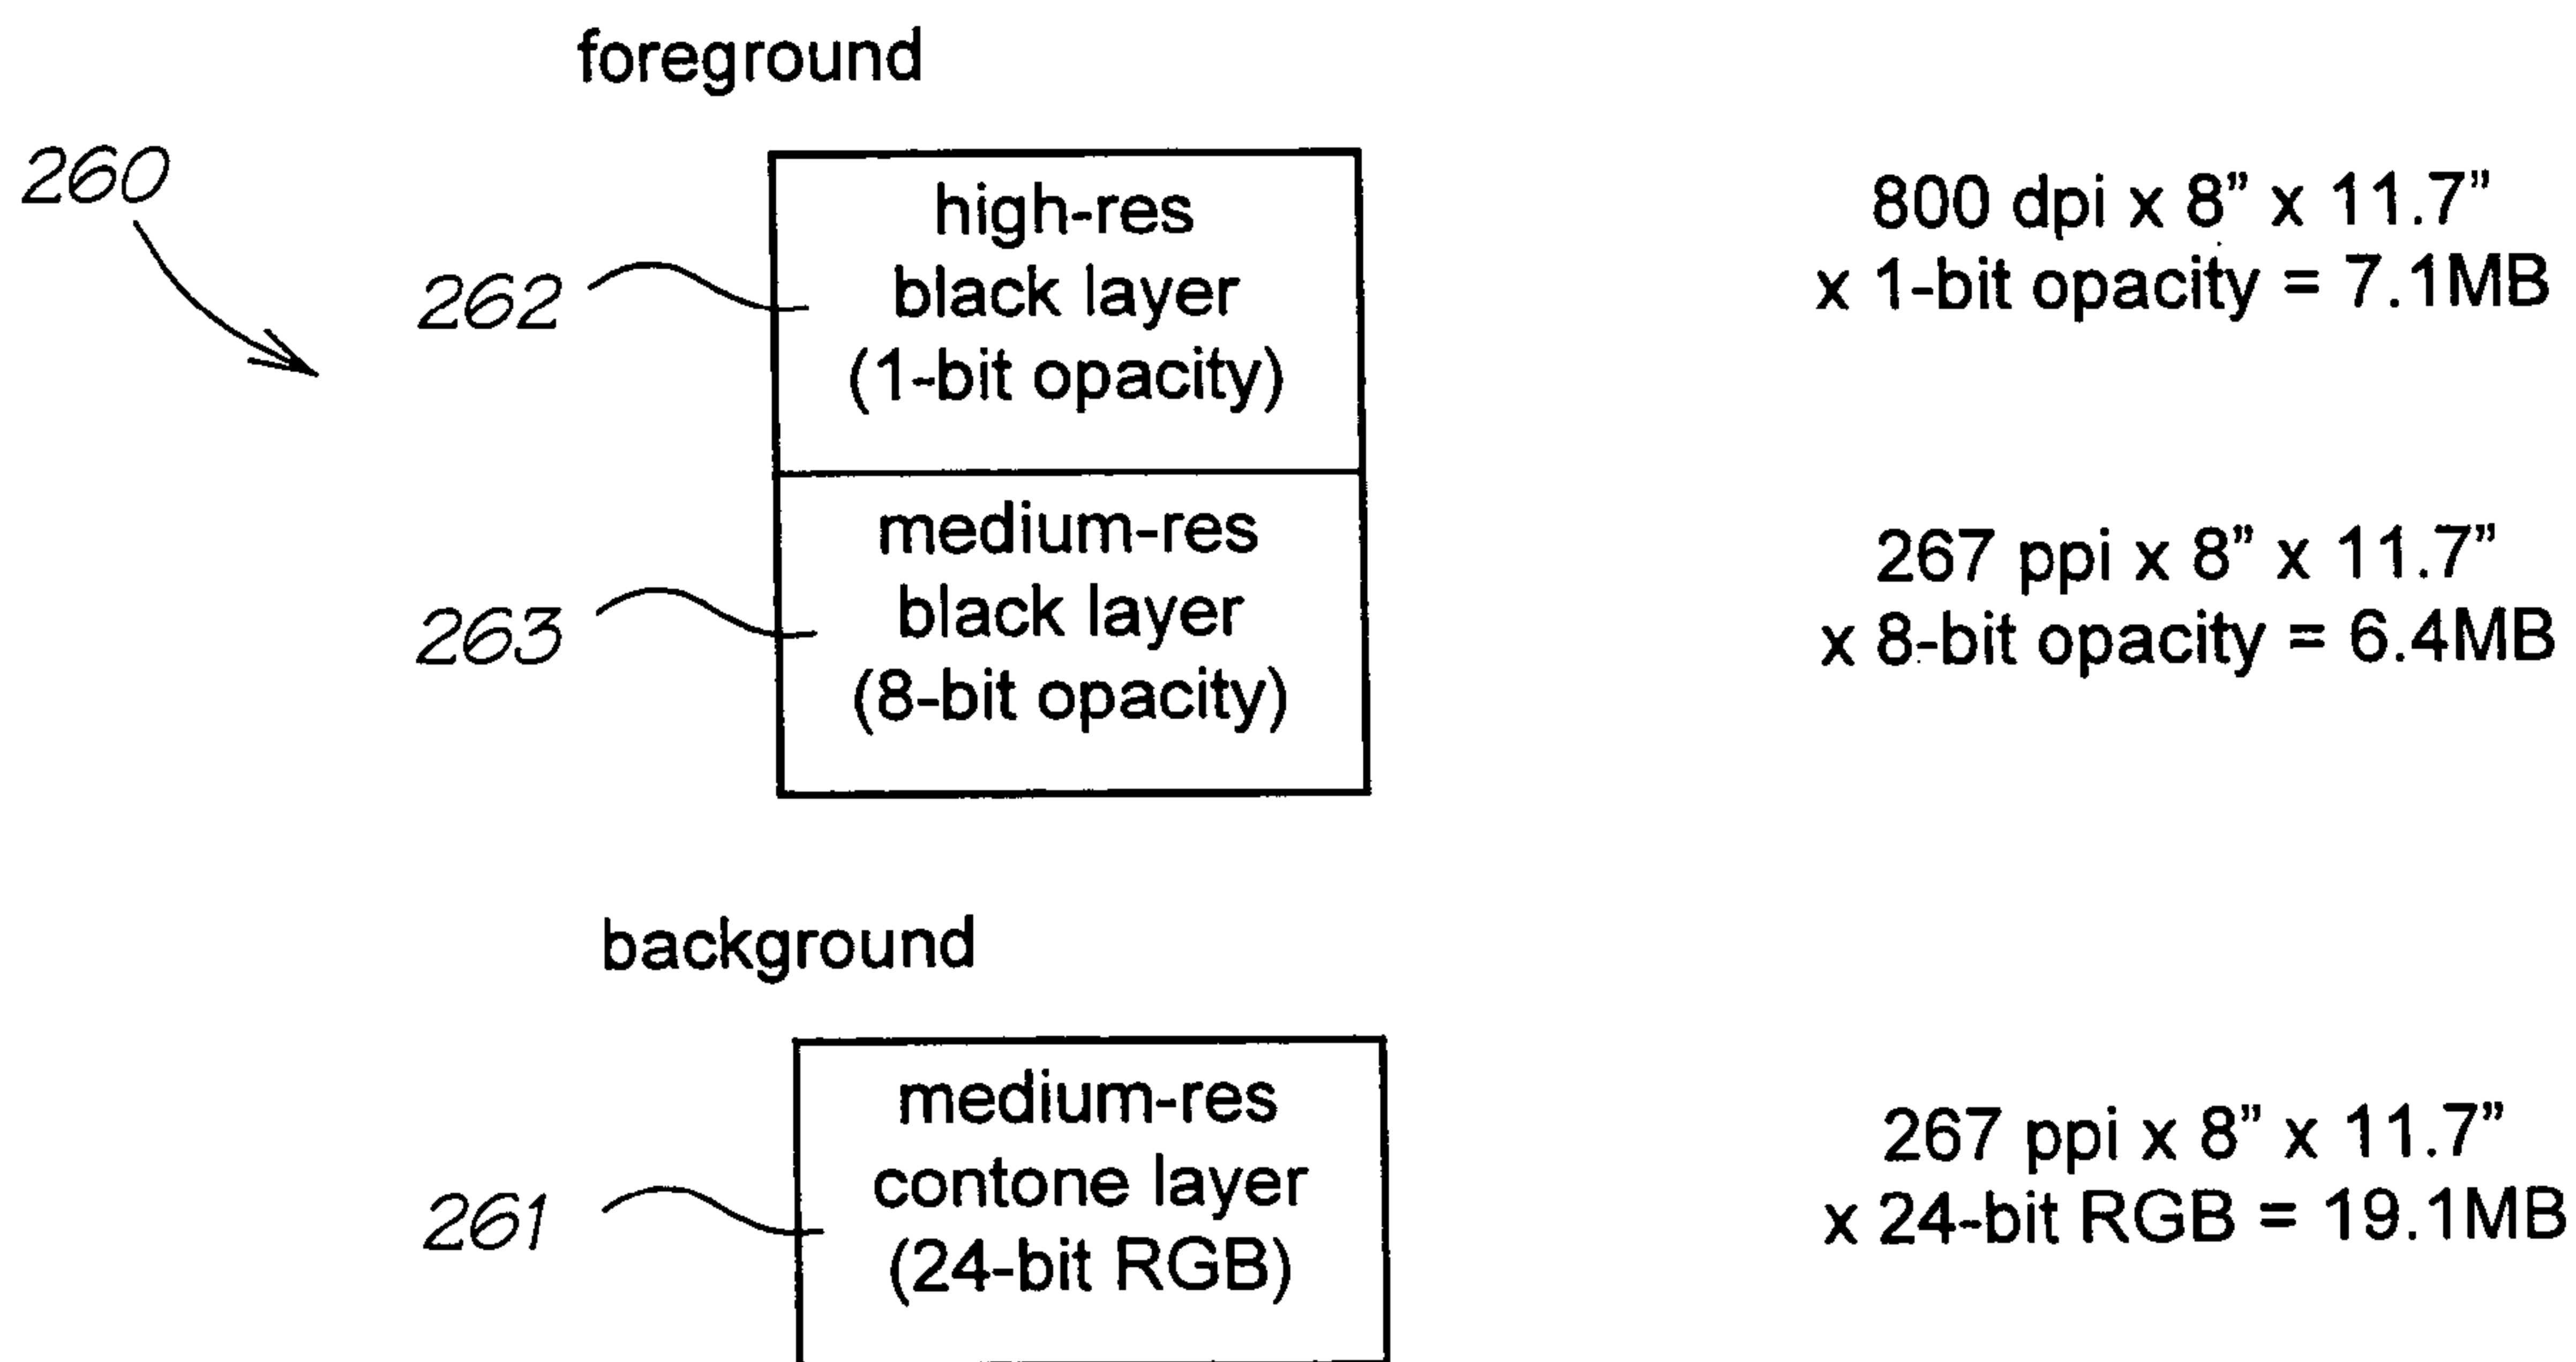 foreground
260
262
high-res
black layer
(1-bit opacity)
800 dpi x 8” x 11.7”
x 1-bit opacity = 7.1MB
263
medium-res
black layer
(8-bit opacity)
267 ppi x 8” x 11.7”
x 8-bit opacity = 6.4MB
background
261
medium-res
contone layer
(24-bit RGB)
267 ppi x 8” x 11.7”
x 24-bit RGB = 19.1MB